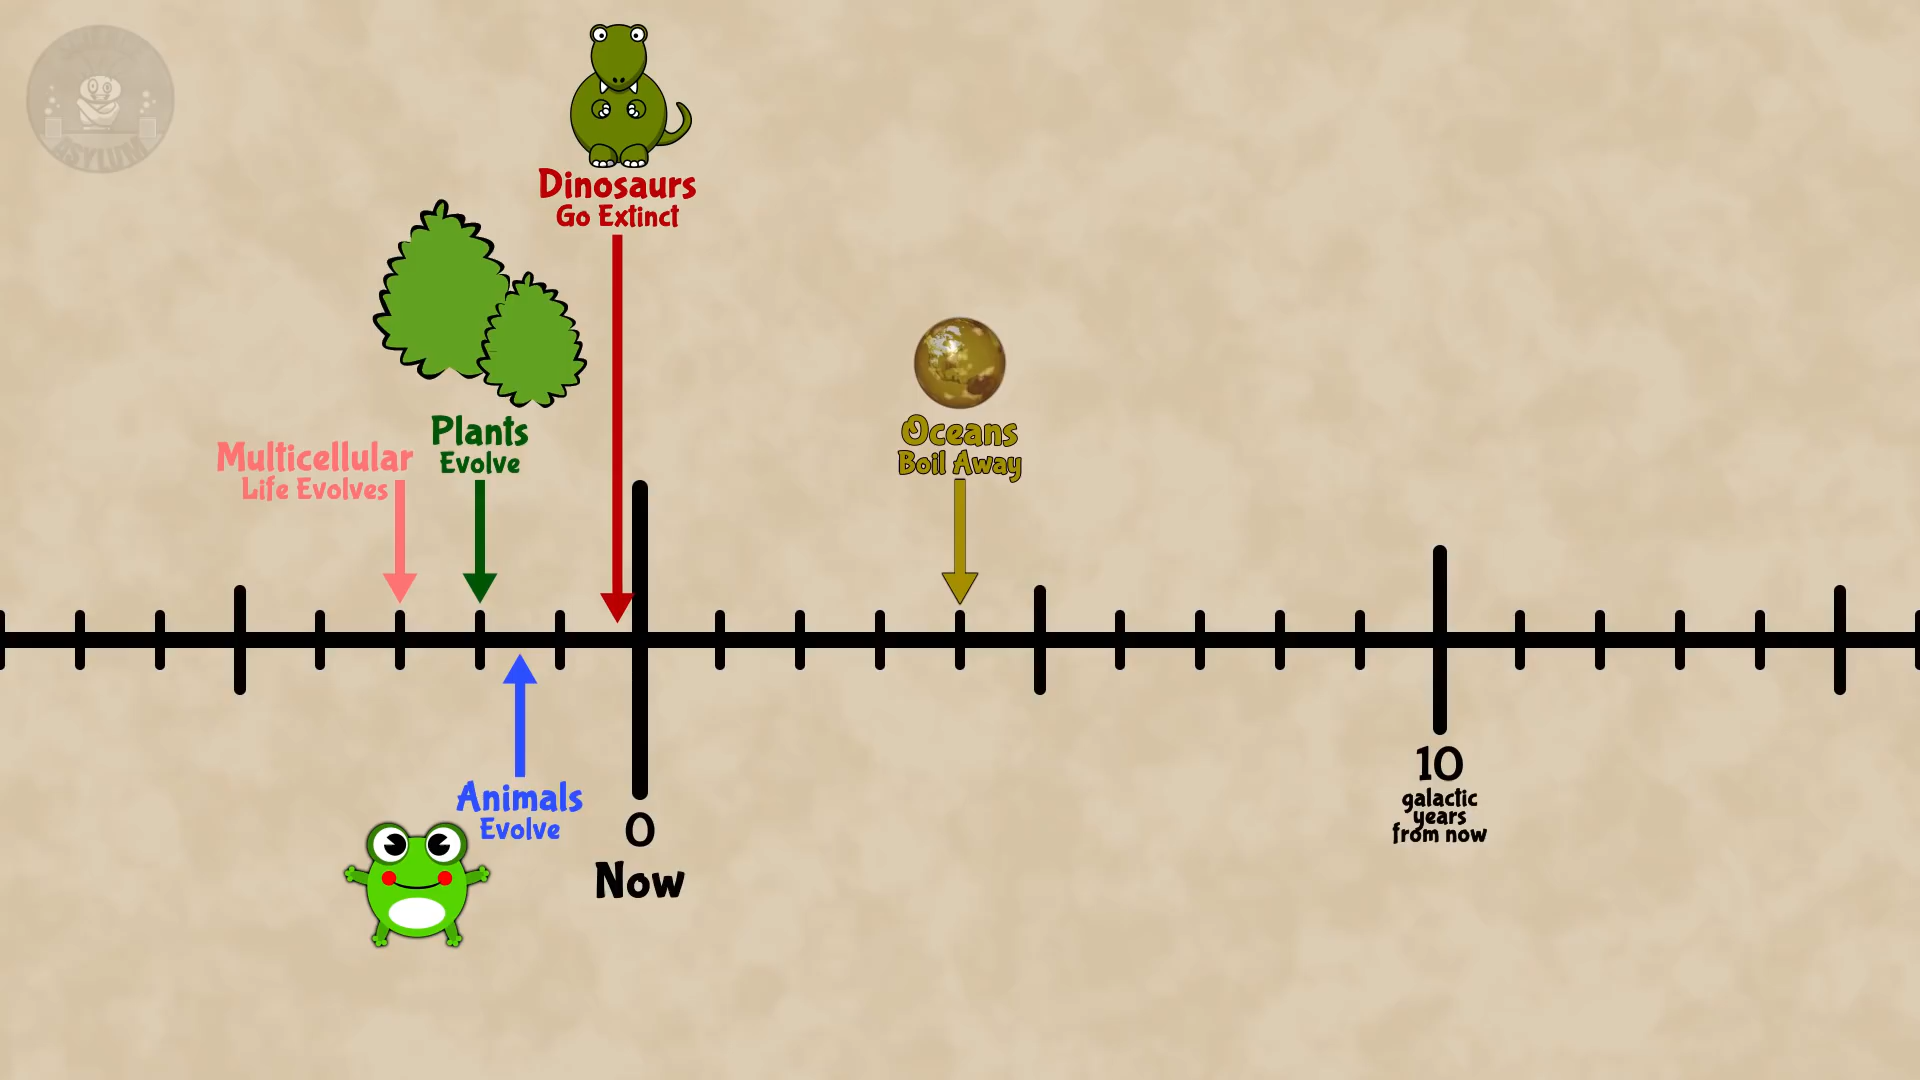 ASYLUM
Dinosaurs
Go Extinct
Plants
Evolve
Multicellular
Life Evolves
Oceans
Boil Away
Animals
Evolve
0
Now
10
galactic
years
from now